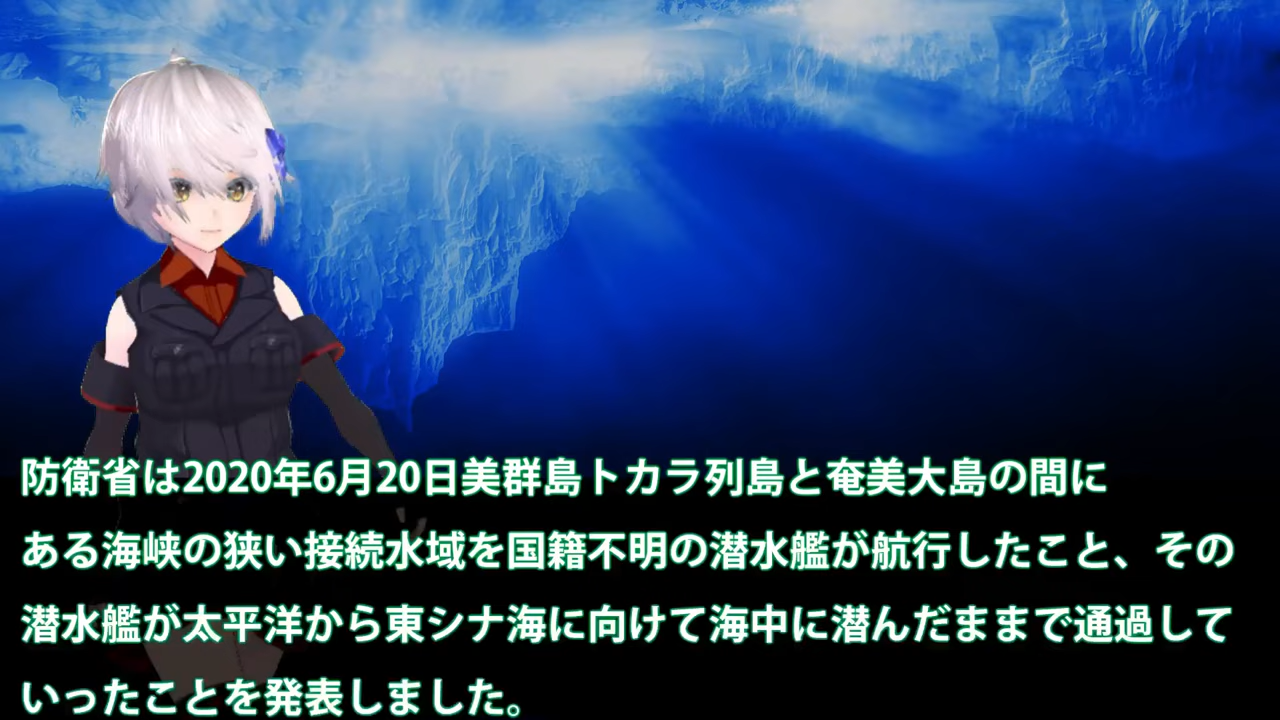 防衛省は2020年6月20日美群島トカラ列島と奄美大島の間に
ある海峡の狭い接続水域を国籍不明の潜水艦が航行したこと、その
潜水艦が太平洋から東シナ海に向けて海中に潜んだままで通過して
いったことを発表しました。